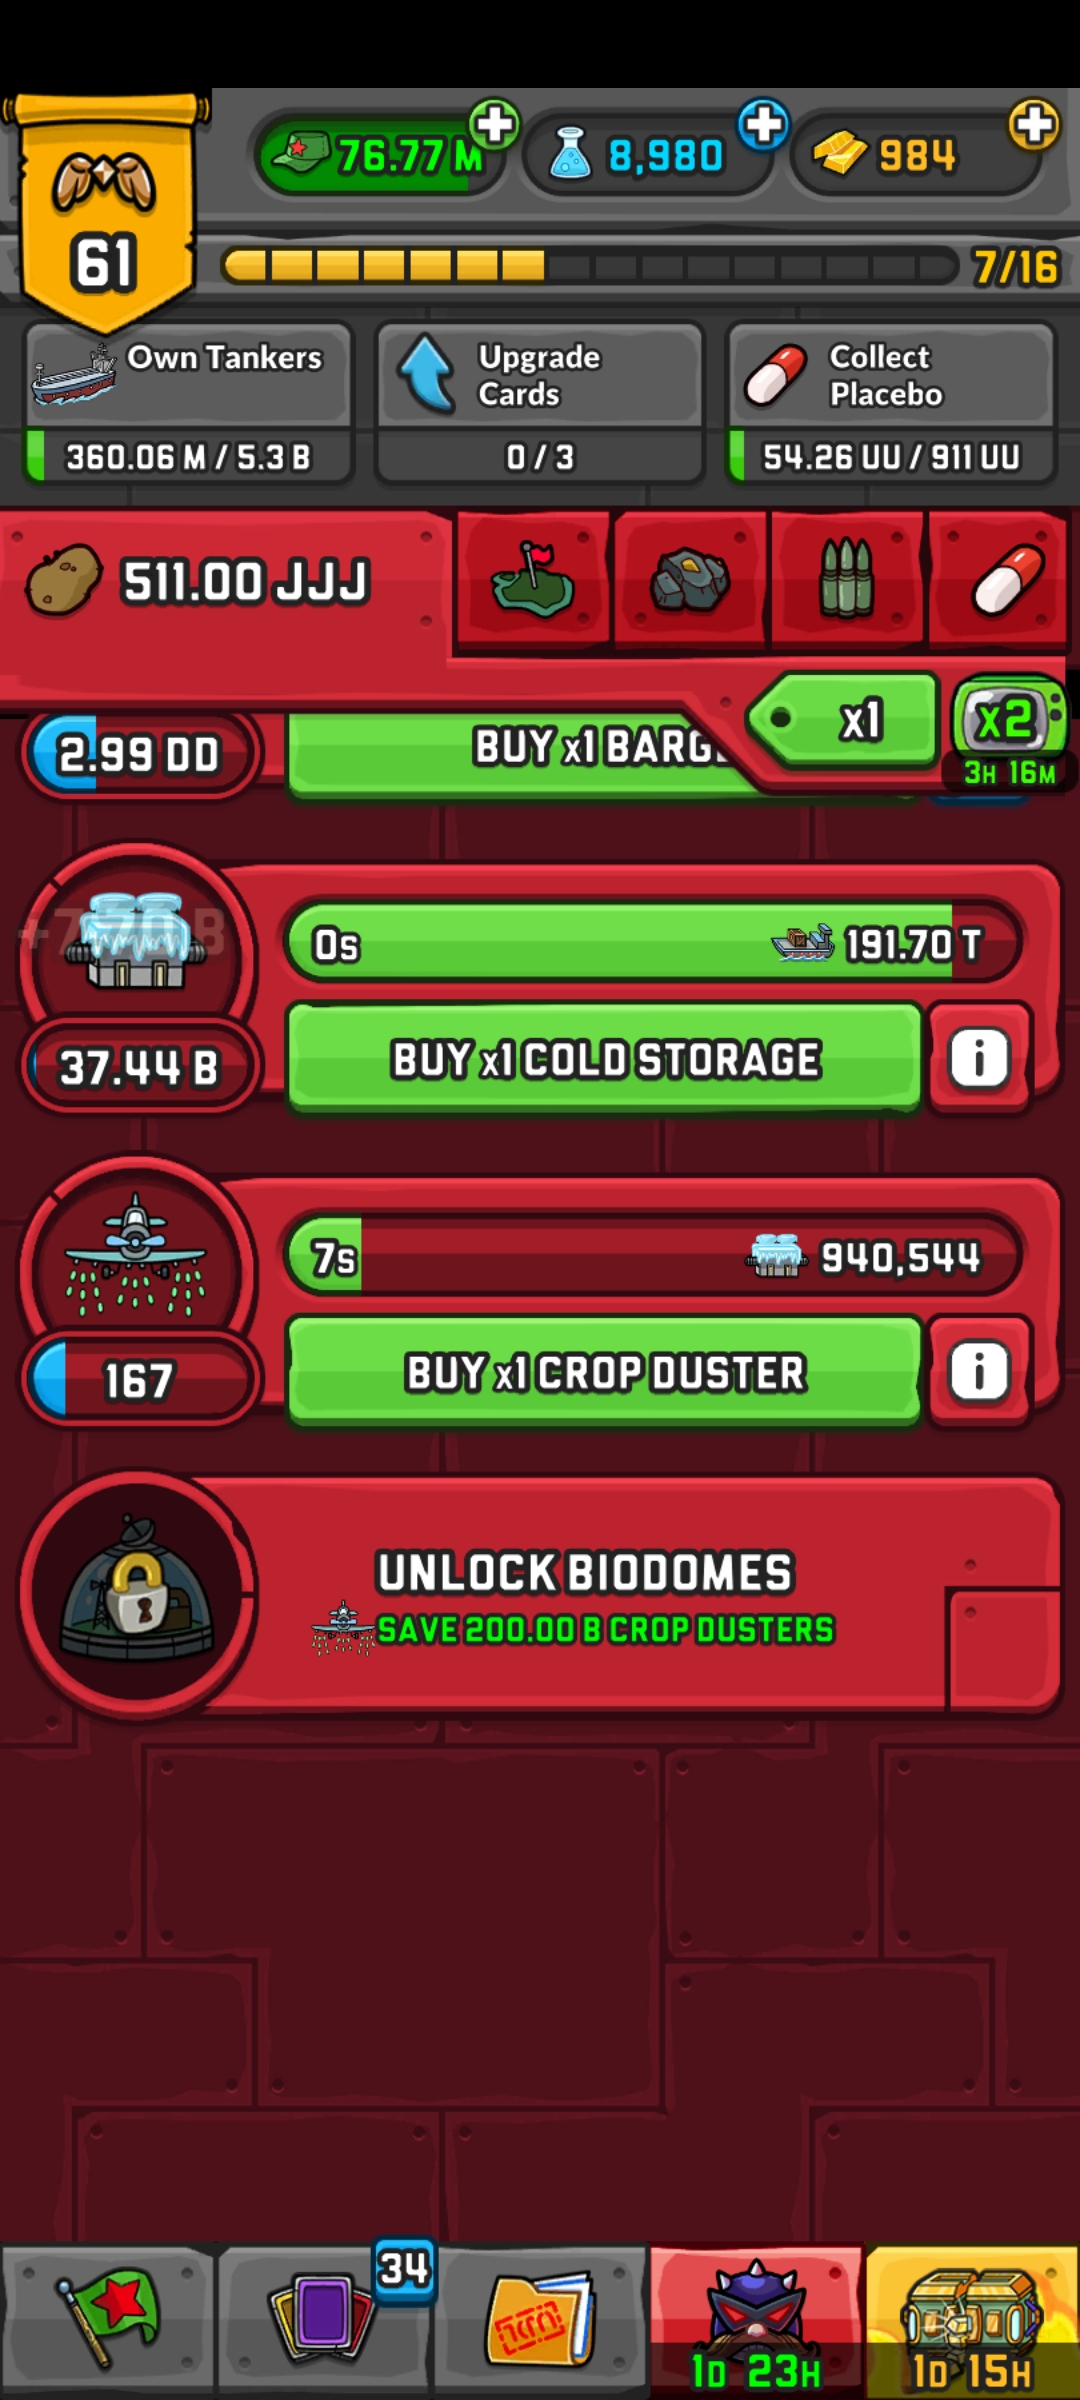 76.77 M
8,980
984
61
7/16
Own Tankers
360.06 M / 5.3 B
Upgrade
Cards
0 / 3
Collect
Placebo
54.26 UU / 911 UU
511.00 JJJ
x1
x2
3H 16M
2.99 DD
BUY x1 BARG
0s
191.70 T
37.44 B
BUY x1 COLD STORAGE
i
7s
940,544
167
BUY x1 CROP DUSTER
i
UNLOCK BIODOMES
SAVE 200.00 B CROP DUSTERS
34
1D 23H
1D 15H